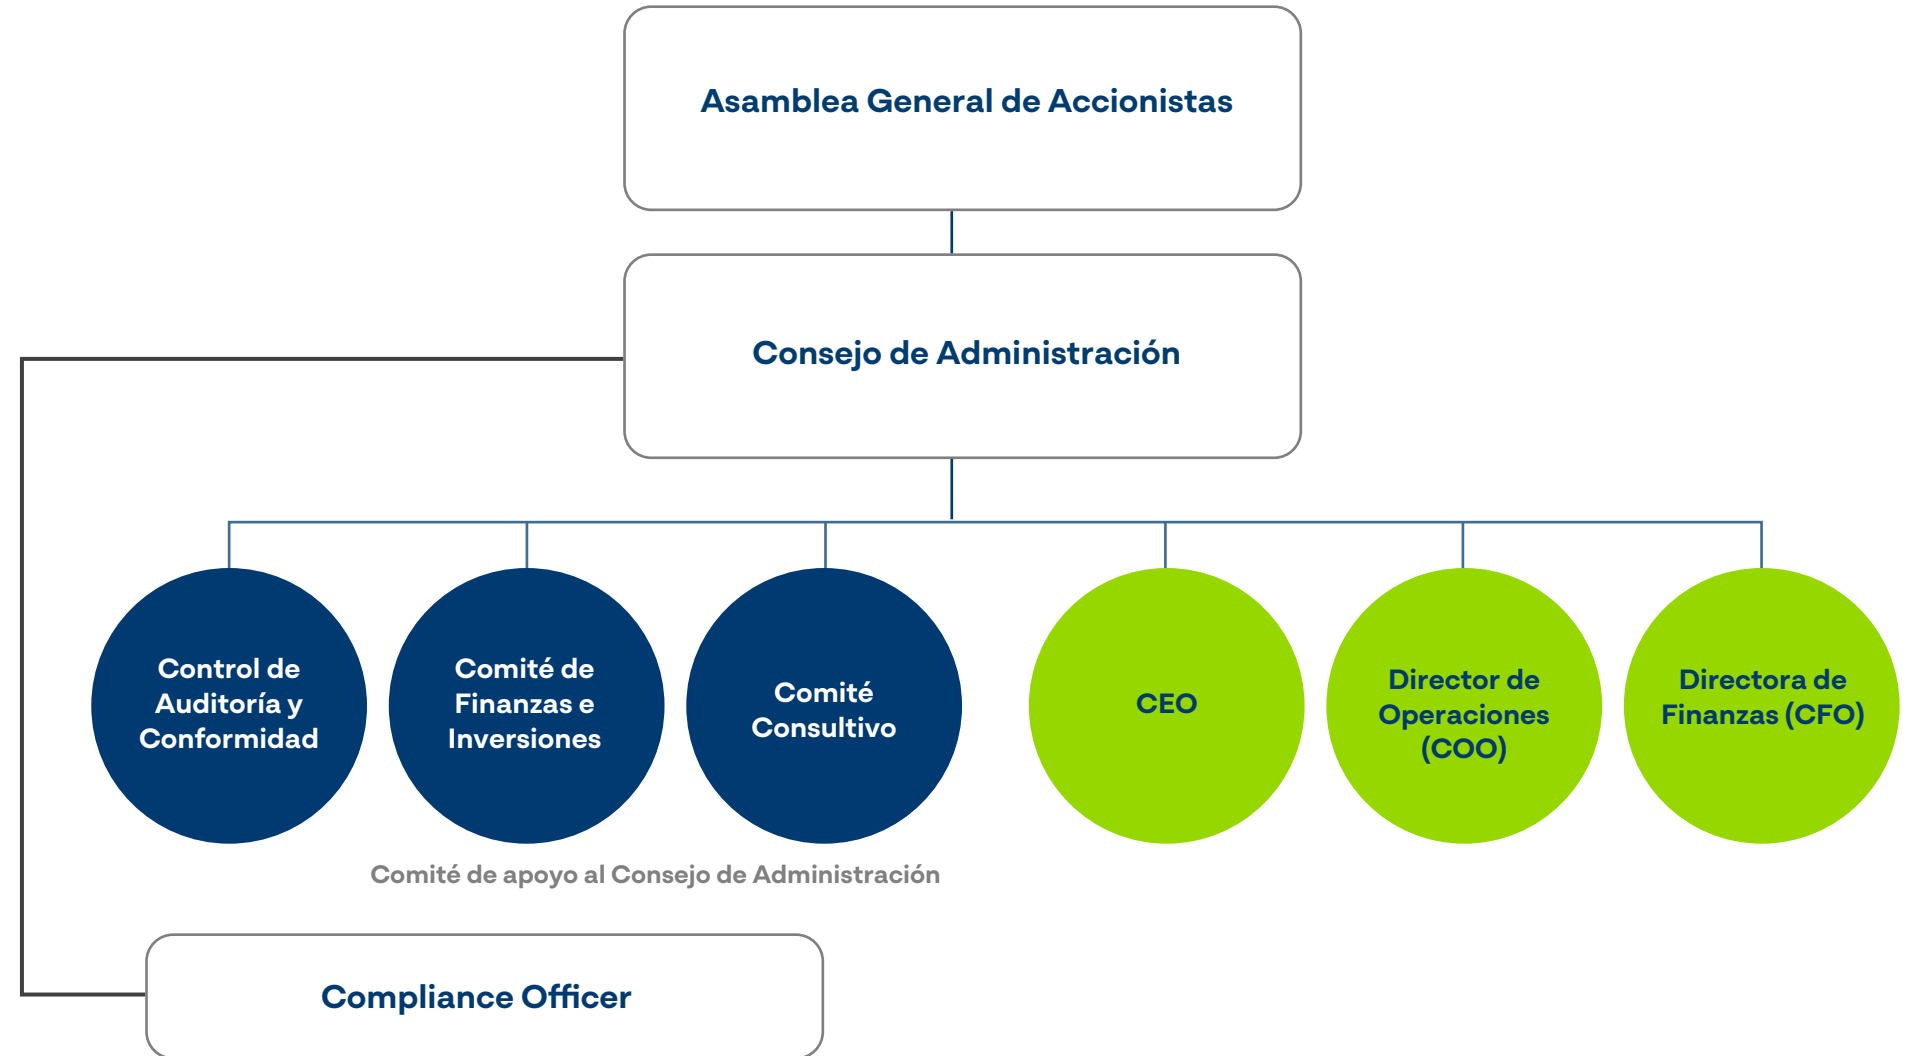 Asamblea General de Accionistas
Consejo de Administración
Control de
Auditoría y
Conformidad
Comité de
Finanzas e
Inversiones
Comité
Consultivo
CEO
Director de
Operaciones
(COO)
Directora de
Finanzas (CFO)
Comité de apoyo al Consejo de Administración
Compliance Officer